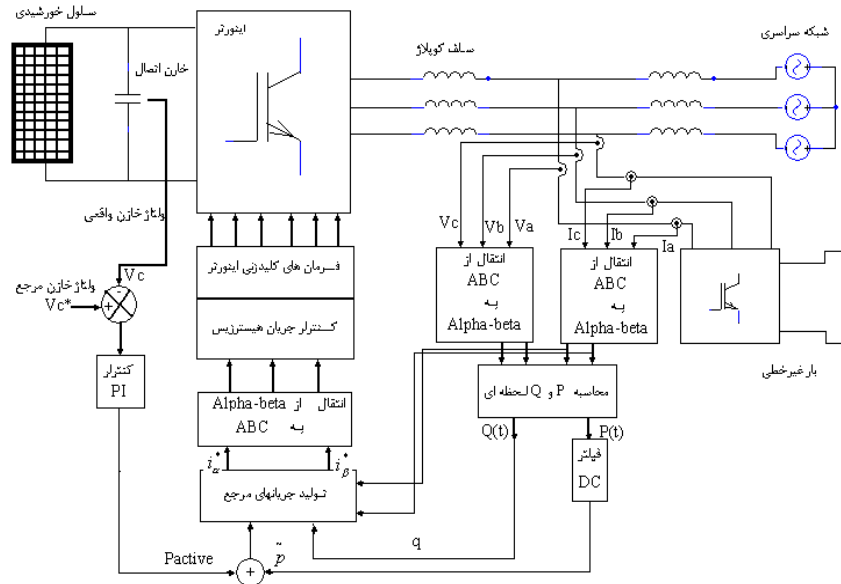 سلول خورشیدی
اینورتر
سلف کوپلاژ
شبکه سراسری
خازن اتصال
ولتاژ خازن واقعی
Vc
Vb
Va
Ic
Ib
Ia
Vc
ولتاژ خازن مرجع
Vc*
-
+
فرمان های کلیدزنی اینورتر
کنترلر جریان هیسترزیس
انتقال از
ABC
به
Alpha-beta
انتقال از
ABC
به
Alpha-beta
بار غیرخطی
کنترلر
PI
انتقال از Alpha-beta
به ABC
محاسبه P و Q لحظه ای
Q(t)
P(t)
فیلتر
DC
i*α
i*β
تولید جریانهای مرجع
Pactive
+
p̃
q